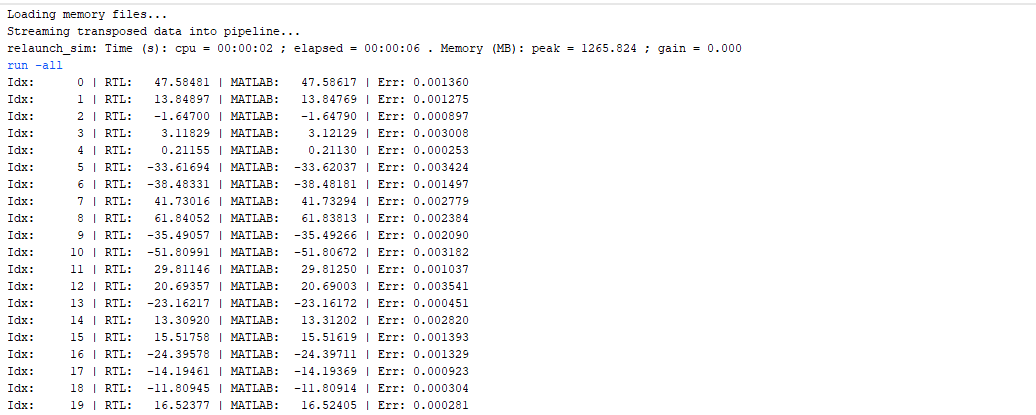 Loading memory files...
Streaming transposed data into pipeline...
relaunch_sim: Time (s): cpu = 00:00:02 ; elapsed = 00:00:06 . Memory (MB): peak = 1265.824 ; gain = 0.000
run -all
Idx:      0 | RTL:   47.58481 | MATLAB:   47.58617 | Err: 0.001360
Idx:      1 | RTL:   13.84897 | MATLAB:   13.84769 | Err: 0.001275
Idx:      2 | RTL:   -1.64700 | MATLAB:   -1.64790 | Err: 0.000897
Idx:      3 | RTL:    3.11829 | MATLAB:    3.12129 | Err: 0.003008
Idx:      4 | RTL:    0.21155 | MATLAB:    0.21130 | Err: 0.000253
Idx:      5 | RTL:  -33.61694 | MATLAB:  -33.62037 | Err: 0.003424
Idx:      6 | RTL:  -38.48331 | MATLAB:  -38.48181 | Err: 0.001497
Idx:      7 | RTL:   41.73016 | MATLAB:   41.73294 | Err: 0.002779
Idx:      8 | RTL:   61.84052 | MATLAB:   61.83813 | Err: 0.002384
Idx:      9 | RTL:  -35.49057 | MATLAB:  -35.49266 | Err: 0.002090
Idx:     10 | RTL:  -51.80991 | MATLAB:  -51.80672 | Err: 0.003182
Idx:     11 | RTL:   29.81146 | MATLAB:   29.81250 | Err: 0.001037
Idx:     12 | RTL:   20.69357 | MATLAB:   20.69003 | Err: 0.003541
Idx:     13 | RTL:  -23.16217 | MATLAB:  -23.16172 | Err: 0.000451
Idx:     14 | RTL:   13.30920 | MATLAB:   13.31202 | Err: 0.002820
Idx:     15 | RTL:   15.51758 | MATLAB:   15.51619 | Err: 0.001393
Idx:     16 | RTL:  -24.39578 | MATLAB:  -24.39711 | Err: 0.001329
Idx:     17 | RTL:  -14.19461 | MATLAB:  -14.19369 | Err: 0.000923
Idx:     18 | RTL:  -11.80945 | MATLAB:  -11.80914 | Err: 0.000304
Idx:     19 | RTL:   16.52377 | MATLAB:   16.52405 | Err: 0.000281